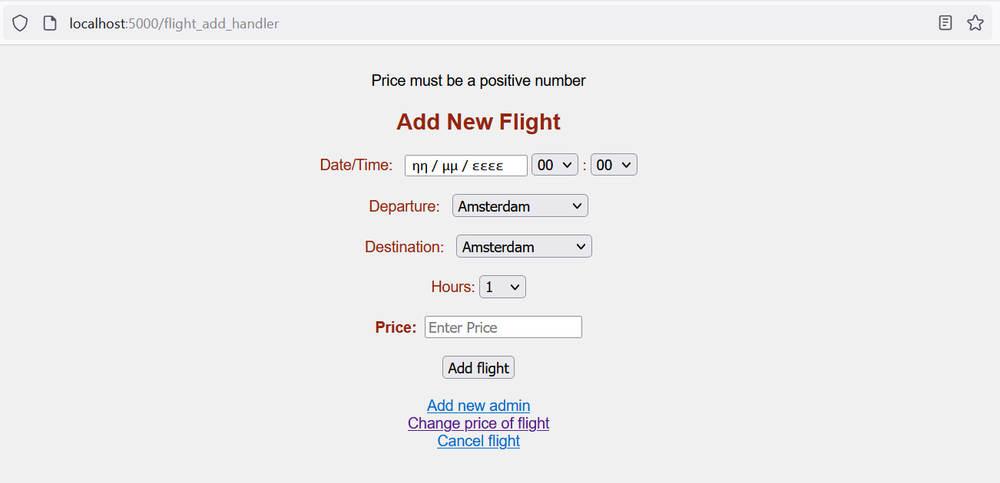 localhost:5000/flight_add_handler
Price must be a positive number
Add New Flight
Date/Time: ηη / μμ / εεεε 00 : 00
Departure: Amsterdam
Destination: Amsterdam
Hours: 1
Price: Enter Price
Add flight
Add new admin
Change price of flight
Cancel flight